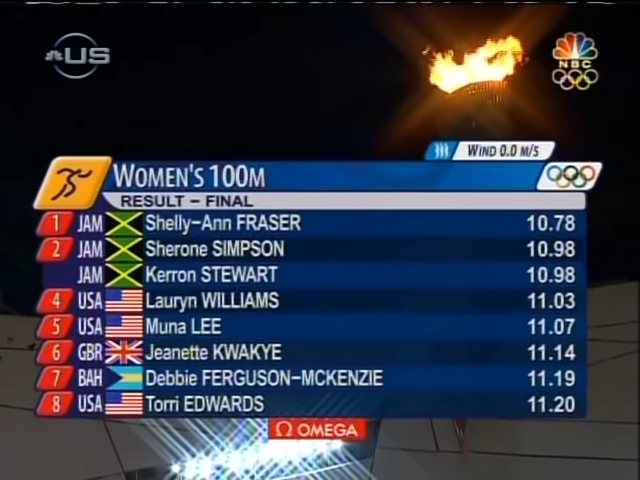 US
NBC
WIND 0.0 M/S
WOMEN'S 100M
RESULT - FINAL
1 JAM Shelly-Ann FRASER 10.78
2 JAM Sherone SIMPSON 10.98
JAM Kerron STEWART 10.98
4 USA Lauryn WILLIAMS 11.03
5 USA Muna LEE 11.07
6 GBR Jeanette KWAKYE 11.14
7 BAH Debbie FERGUSON-MCKENZIE 11.19
8 USA Torri EDWARDS 11.20
Ω OMEGA